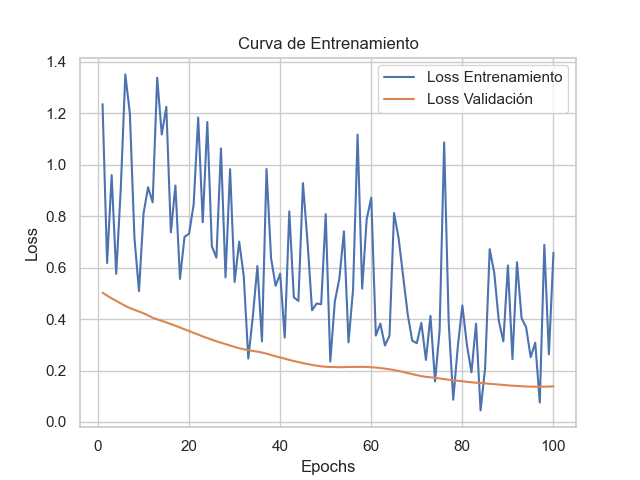 Curva de Entrenamiento
Loss Entrenamiento
Loss Validación
Loss
1.4
1.2
1.0
0.8
0.6
0.4
0.2
0.0
0 20 40 60 80 100
Epochs